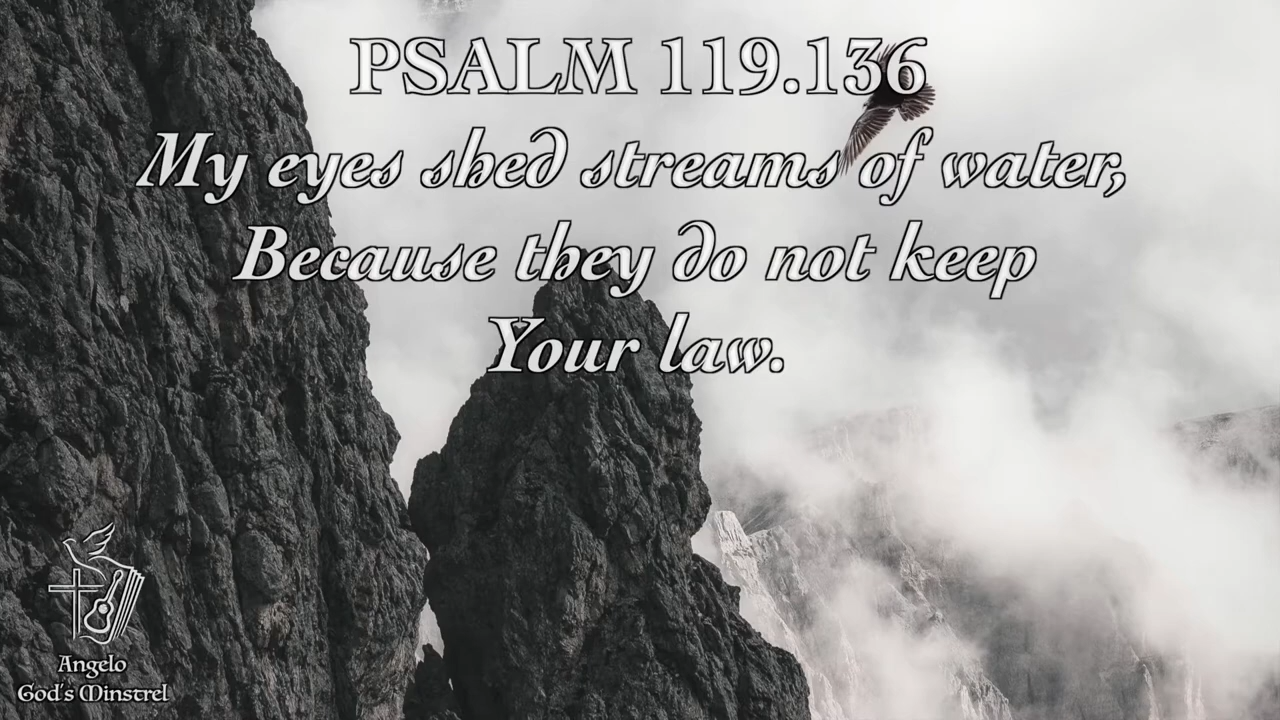 PSALM 119.136
My eyes shed streams of water,
Because they do not keep
Your law.
Angelo
God's Minstrel